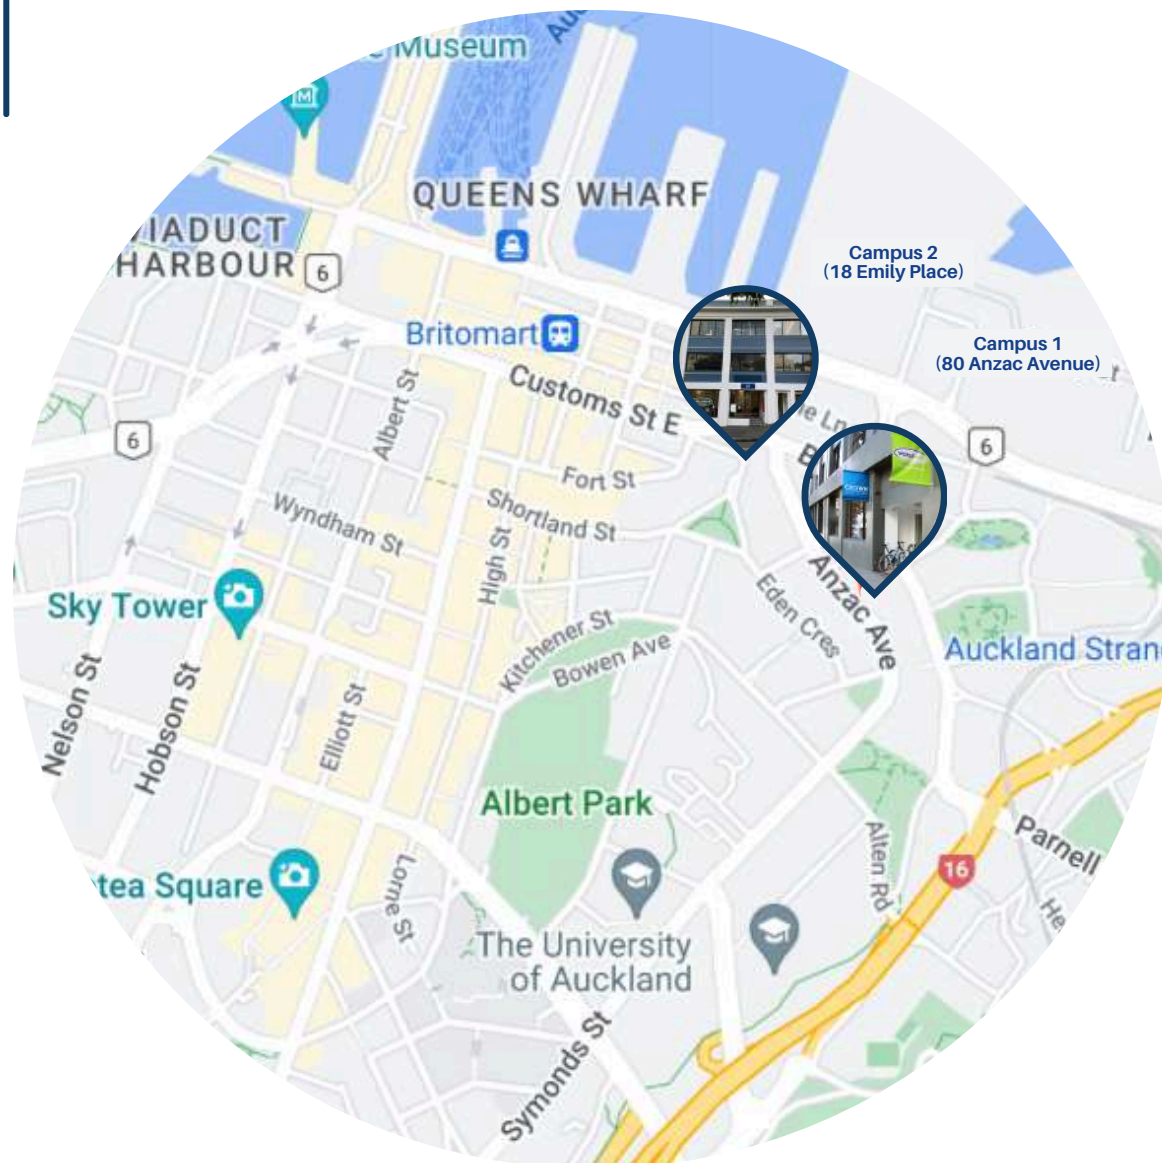 Museum
QUEENS WHARF
VIADUCT
HARBOUR
6
Campus 2
(18 Emily Place)
Britomart
Campus 1
(80 Anzac Avenue)
Customs St E
Albert St
6
6
Fort St
Shortland St
Wyndham St
High St
CROWN
Anzac Ave
Eden Cres
Sky Tower
Kitchener St
Bowen Ave
Auckland Stran
Nelson St
Hobson St
Elliott St
Albert Park
Alten Rd
Parnell
16
tea Square
Lorne St
The University
of Auckland
Symonds St